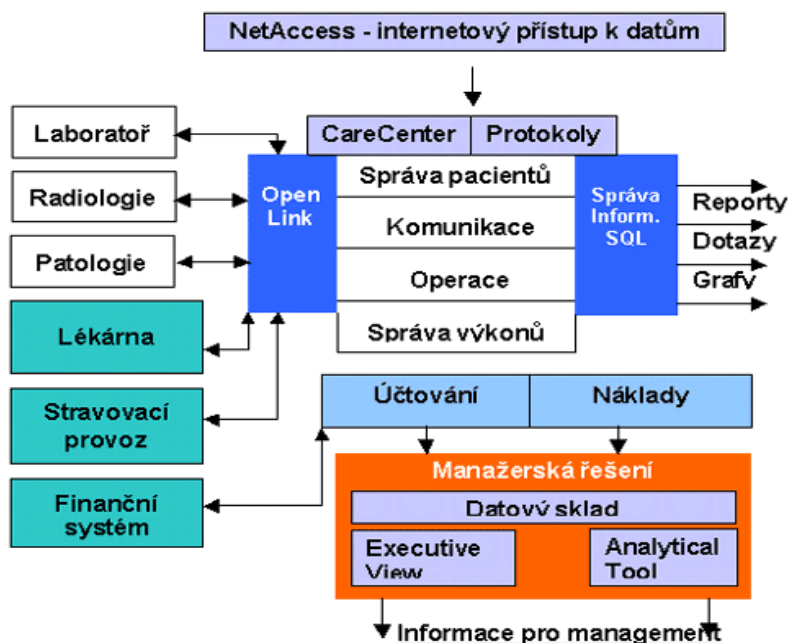 NetAccess - internetový přístup k datům
CareCenter
Protokoly
Laboratoř
Radiologie
Patologie
Lékárna
Stravovací
provoz
Finanční
systém
Open
Link
Správa pacientů
Komunikace
Operace
Správa výkonů
Správa
Inform.
SQL
Reporty
Dotazy
Grafy
Účtování
Náklady
Manažerská řešení
Datový sklad
Executive
View
Analytical
Tool
Informace pro management